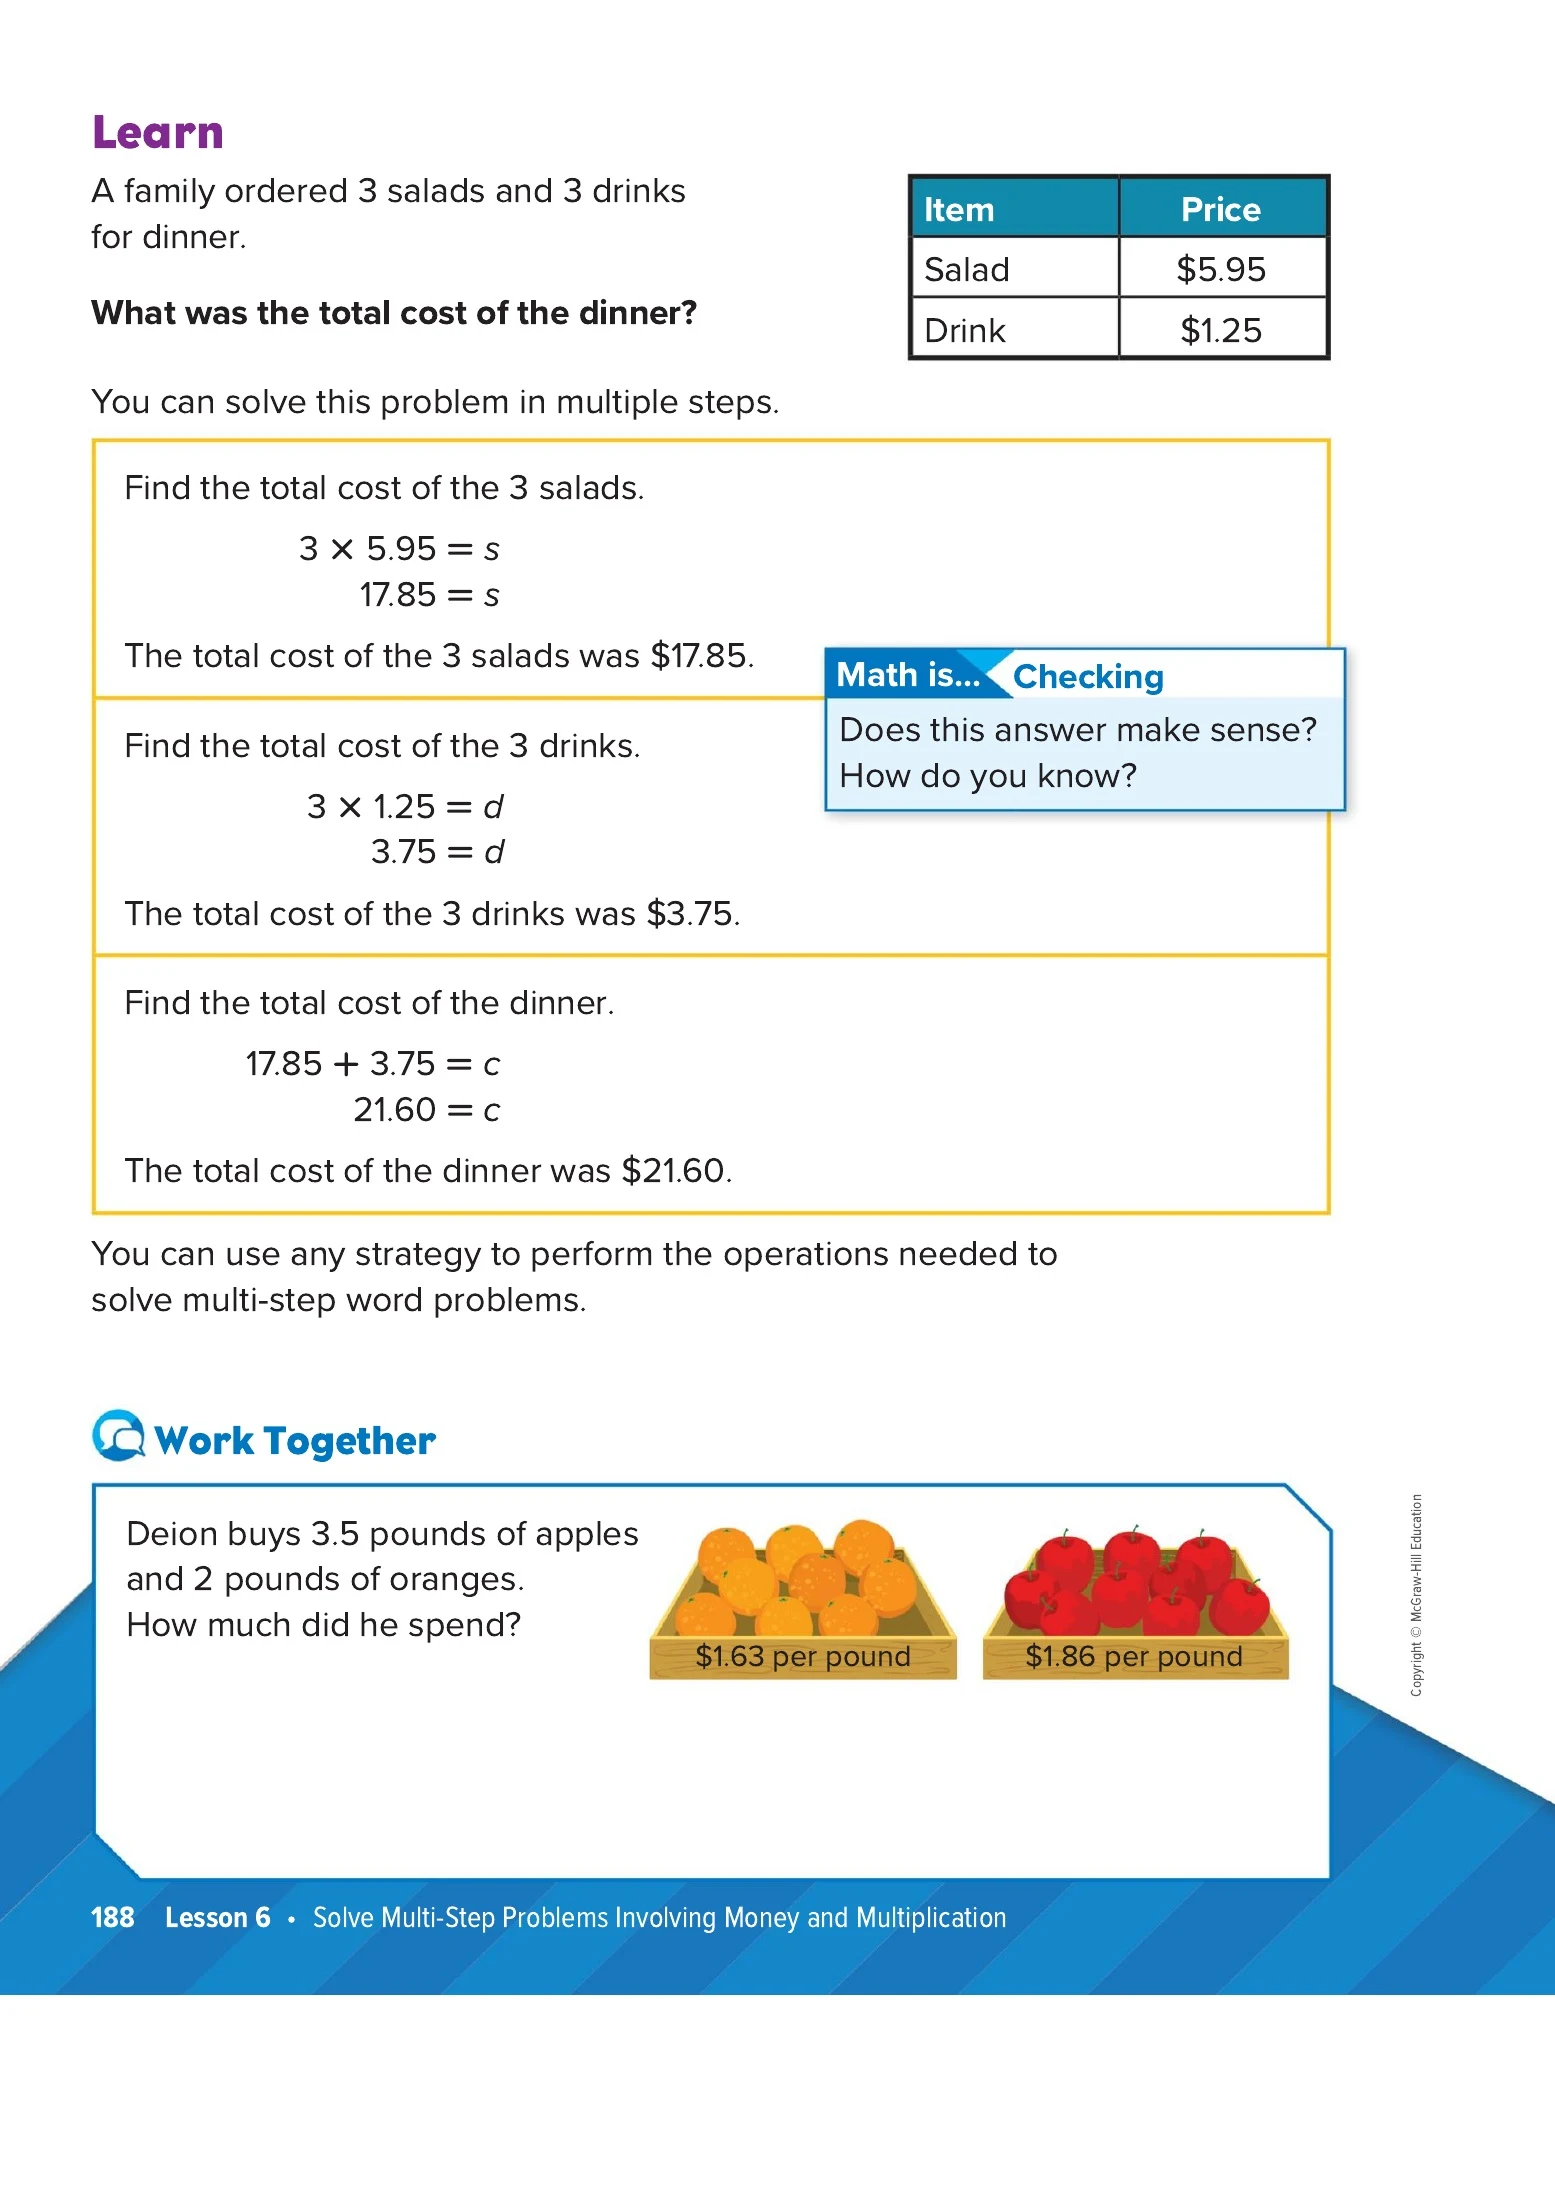 Learn
A family ordered 3 salads and 3 drinks
for dinner.
What was the total cost of the dinner?
Item Price
Salad $5.95
Drink $1.25
You can solve this problem in multiple steps.
Find the total cost of the 3 salads.
3 × 5.95 = s
17.85 = s
The total cost of the 3 salads was $17.85.
Math is... Checking
Does this answer make sense?
How do you know?
Find the total cost of the 3 drinks.
3 × 1.25 = d
3.75 = d
The total cost of the 3 drinks was $3.75.
Find the total cost of the dinner.
17.85 + 3.75 = c
21.60 = c
The total cost of the dinner was $21.60.
You can use any strategy to perform the operations needed to
solve multi-step word problems.
Work Together
Deion buys 3.5 pounds of apples
and 2 pounds of oranges.
How much did he spend?
$1.63 per pound
$1.86 per pound
Copyright © McGraw-Hill Education
188 Lesson 6 • Solve Multi-Step Problems Involving Money and Multiplication